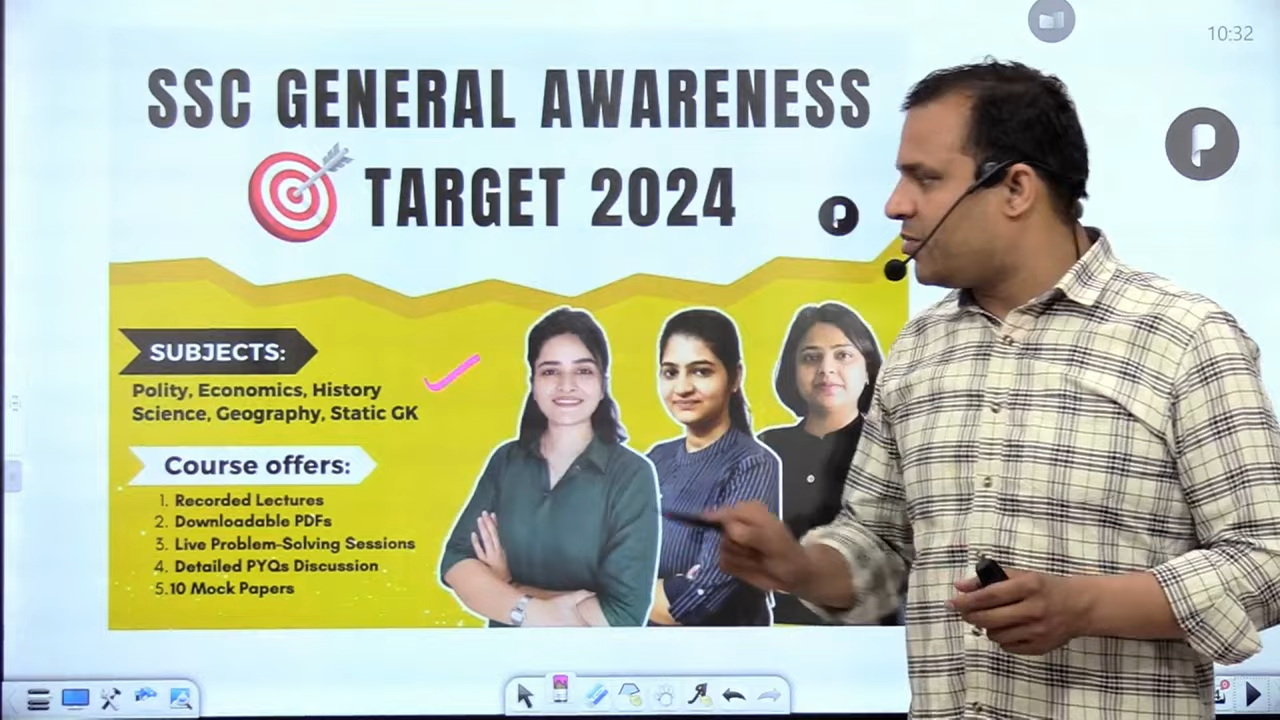 10:32
SSC GENERAL AWARENESS
TARGET 2024
P
P
SUBJECTS:
Polity, Economics, History
Science, Geography, Static GK
Course offers:
1. Recorded Lectures
2. Downloadable PDFs
3. Live Problem-Solving Sessions
4. Detailed PYQs Discussion
5.10 Mock Papers